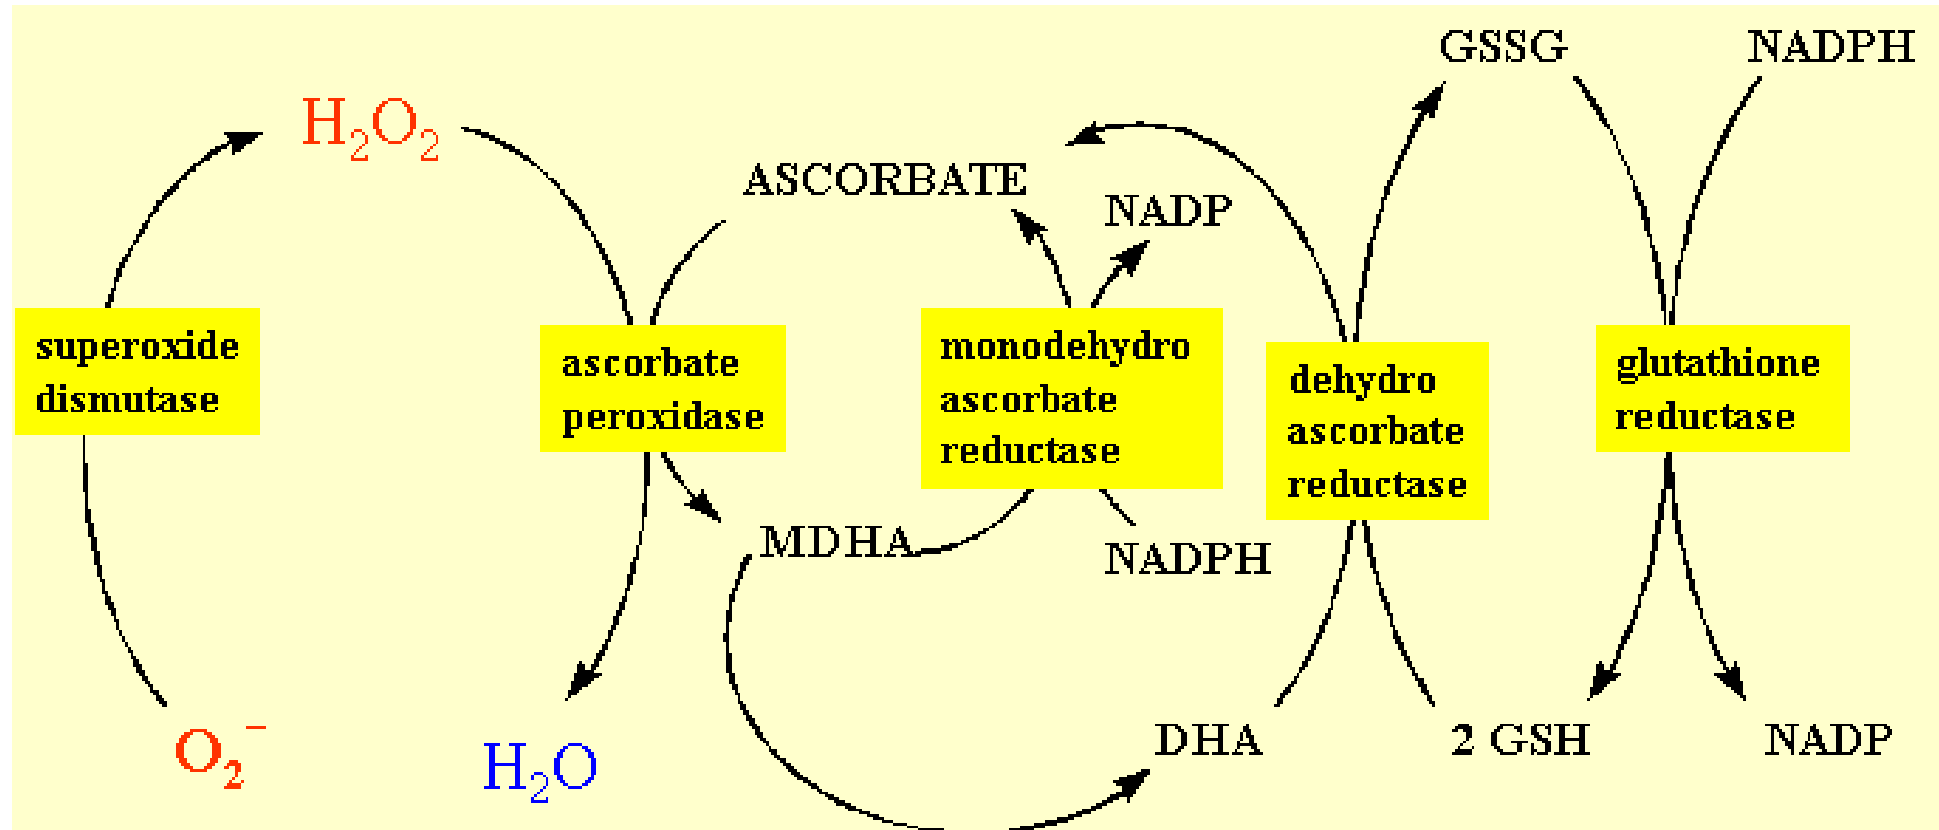 GSSG
NADPH
H₂O₂
ASCORBATE
NADP
superoxide
dismutase
ascorbate
peroxidase
monodehydro
ascorbate
reductase
dehydro
ascorbate
reductase
glutathione
reductase
MDHA
NADPH
O₂⁻
H₂O
DHA
2 GSH
NADP